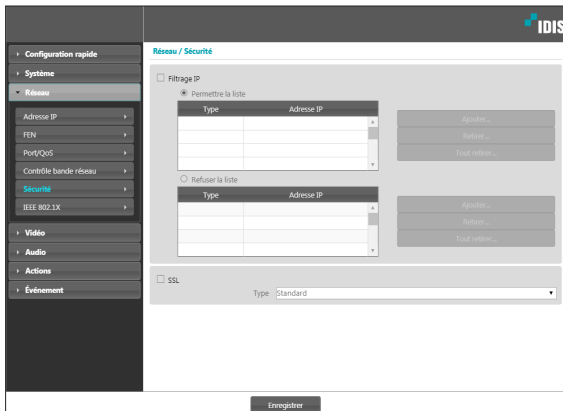 IDIS
Configuration rapide
Système
Réseau
Adresse IP
FEN
Port/QoS
Contrôle bande réseau
Sécurité
IEEE 802.1X
Vidéo
Audio
Actions
Événement
Réseau / Sécurité
Filtrage IP
Permettre la liste
Type Adresse IP
Ajouter...
Retirer...
Tout retirer...
Refuser la liste
Type Adresse IP
Ajouter...
Retirer...
Tout retirer...
SSL
Type Standard
Enregistrer